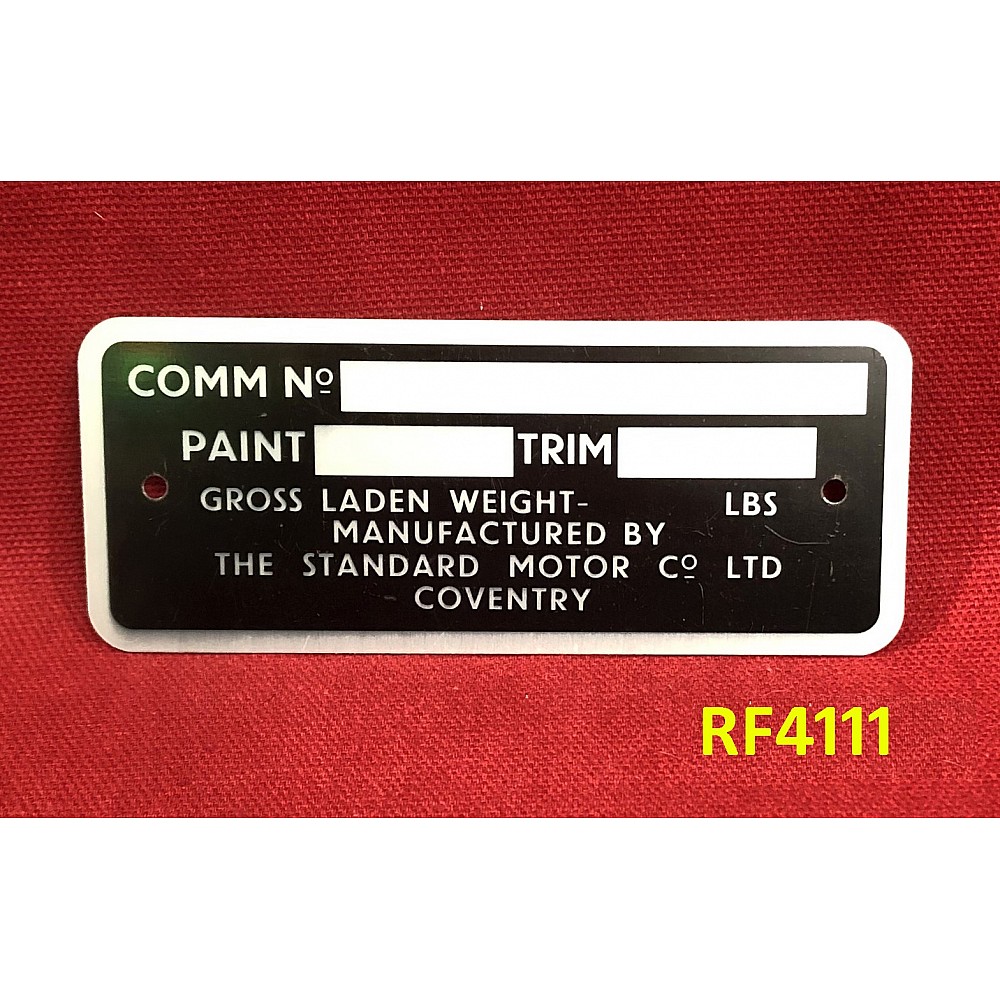 COMM Nº
PAINT TRIM
GROSS LADEN WEIGHT- LBS
MANUFACTURED BY
THE STANDARD MOTOR Cº LTD
COVENTRY
RF4111